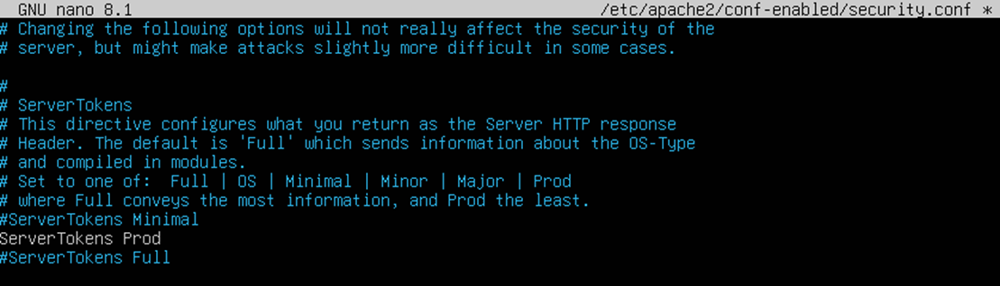 GNU nano 8.1 /etc/apache2/conf-enabled/security.conf *
# Changing the following options will not really affect the security of the
# server, but might make attacks slightly more difficult in some cases.
#
# ServerTokens
# This directive configures what you return as the Server HTTP response
# Header. The default is 'Full' which sends information about the OS-Type
# and compiled in modules.
# Set to one of:  Full | OS | Minimal | Minor | Major | Prod
# where Full conveys the most information, and Prod the least.
#ServerTokens Minimal
ServerTokens Prod
#ServerTokens Full